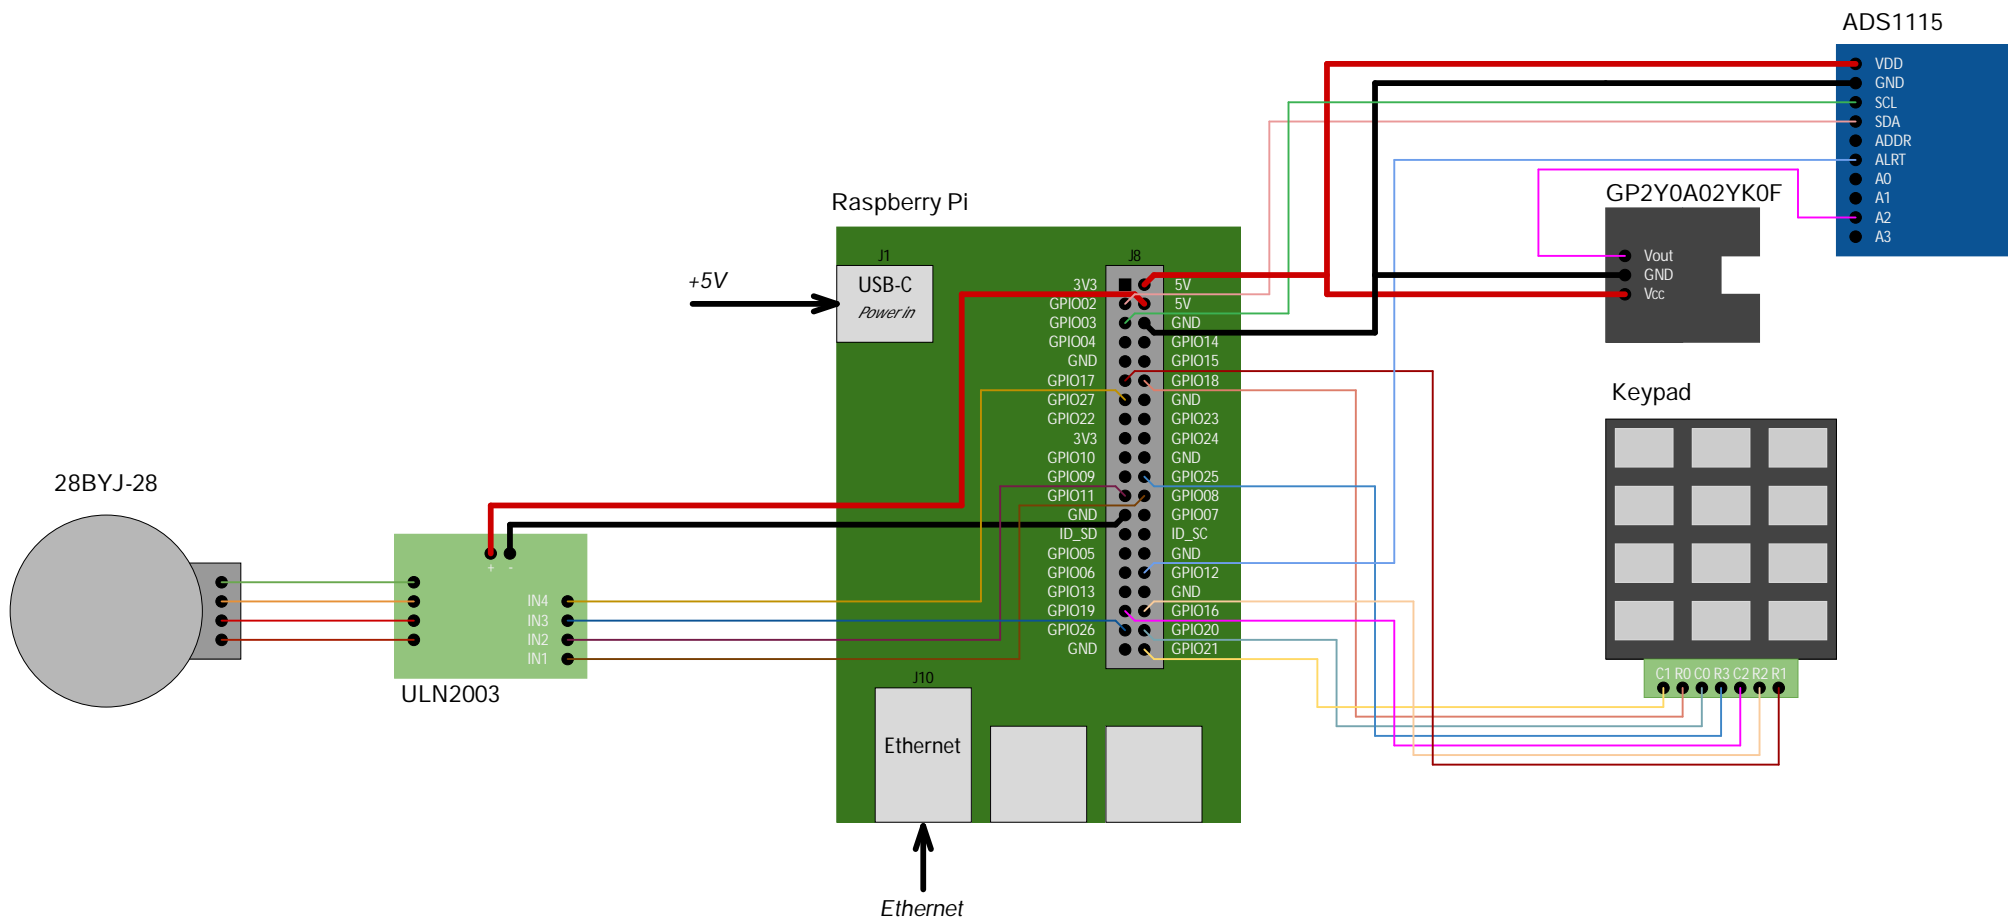 ADS1115
VDD
GND
SCL
SDA
ADDR
ALRT
A0
A1
A2
A3
GP2Y0A02YK0F
Vout
GND
Vcc
Raspberry Pi
J1
USB-C
Power in
+5V
J8
3V3 5V
GPIO02 5V
GPIO03 GND
GPIO04 GPIO14
GND GPIO15
GPIO17 GPIO18
GPIO27 GND
GPIO22 GPIO23
3V3 GPIO24
GPIO10 GND
GPIO09 GPIO25
GPIO11 GPIO08
GND GPIO07
ID_SD ID_SC
GPIO05 GND
GPIO06 GPIO12
GPIO13 GND
GPIO19 GPIO16
GPIO26 GPIO20
GND GPIO21
Keypad
C1 R0 C0 R3 C2 R2 R1
28BYJ-28
+ -
IN4
IN3
IN2
IN1
ULN2003
J10
Ethernet
Ethernet